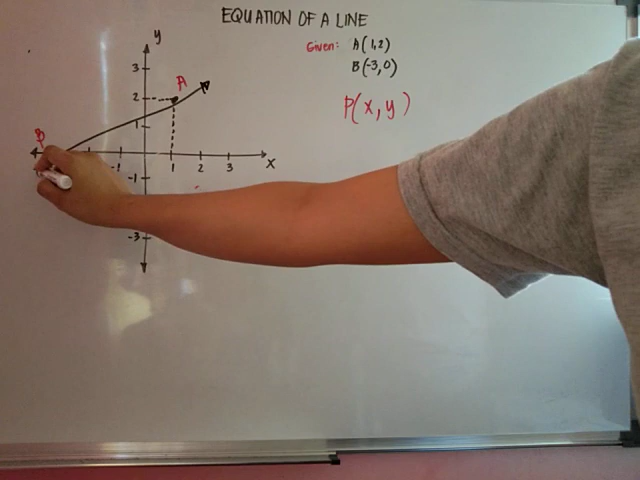 EQUATION OF A LINE
Given: A(1,2)
B(-3,0)
P(x,y)
y
3
A
2
1
B
-1 1 2 3 x
-1
-3